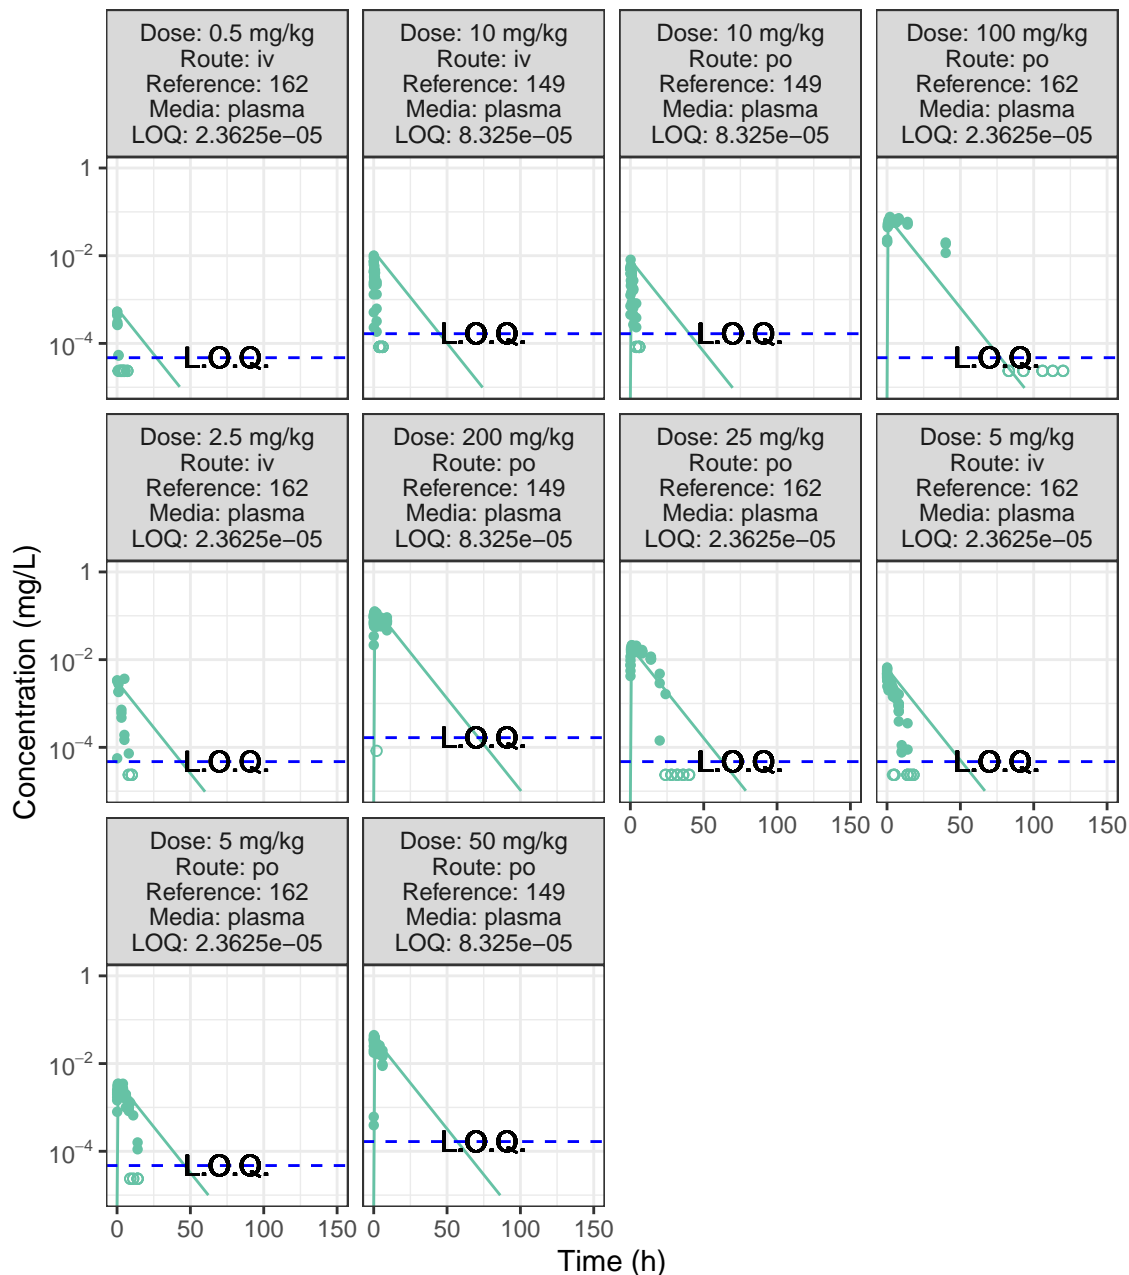 Dose: 0.5 mg/kg
Route: iv
Reference: 162
Media: plasma
LOQ: 2.3625e−05
Dose: 10 mg/kg
Route: iv
Reference: 149
Media: plasma
LOQ: 8.325e−05
Dose: 10 mg/kg
Route: po
Reference: 149
Media: plasma
LOQ: 8.325e−05
Dose: 100 mg/kg
Route: po
Reference: 162
Media: plasma
LOQ: 2.3625e−05
1
10−2
10−4
L.O.Q.
L.O.Q.
L.O.Q.
L.O.Q.
0 50 100 150
Dose: 2.5 mg/kg
Route: iv
Reference: 162
Media: plasma
LOQ: 2.3625e−05
Dose: 200 mg/kg
Route: po
Reference: 149
Media: plasma
LOQ: 8.325e−05
Dose: 25 mg/kg
Route: po
Reference: 162
Media: plasma
LOQ: 2.3625e−05
Dose: 5 mg/kg
Route: iv
Reference: 162
Media: plasma
LOQ: 2.3625e−05
Concentration (mg/L)
1
10−2
10−4
L.O.Q.
L.O.Q.
L.O.Q.
L.O.Q.
0 50 100 150
0 50 100 150
Dose: 5 mg/kg
Route: po
Reference: 162
Media: plasma
LOQ: 2.3625e−05
Dose: 50 mg/kg
Route: po
Reference: 149
Media: plasma
LOQ: 8.325e−05
1
10−2
10−4
L.O.Q.
L.O.Q.
0 50 100 150
Time (h)